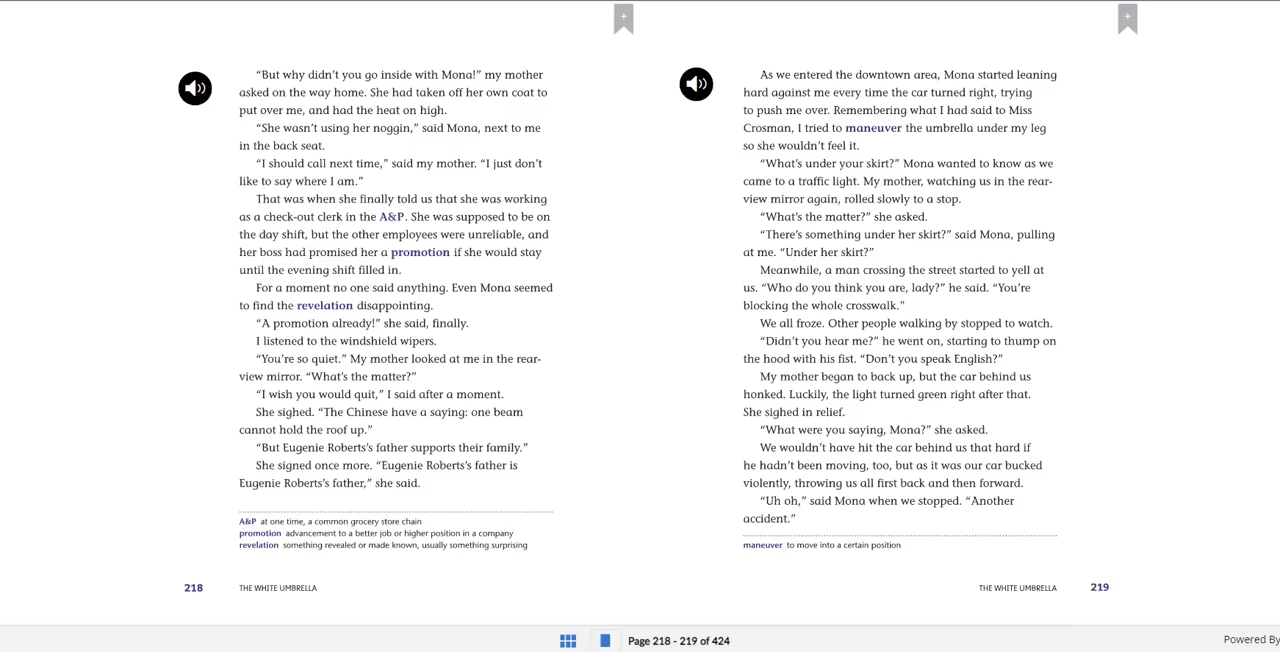 “But why didn’t you go inside with Mona!” my mother
asked on the way home. She had taken off her own coat to
put over me, and had the heat on high.
“She wasn’t using her noggin,” said Mona, next to me
in the back seat.
“I should call next time,” said my mother. “I just don’t
like to say where I am.”
That was when she finally told us that she was working
as a check-out clerk in the A&P. She was supposed to be on
the day shift, but the other employees were unreliable, and
her boss had promised her a promotion if she would stay
until the evening shift filled in.
For a moment no one said anything. Even Mona seemed
to find the revelation disappointing.
“A promotion already!” she said, finally.
I listened to the windshield wipers.
“You’re so quiet.” My mother looked at me in the rear-
view mirror. “What’s the matter?”
“I wish you would quit,” I said after a moment.
She sighed. “The Chinese have a saying: one beam
cannot hold the roof up.”
“But Eugenie Roberts’s father supports their family.”
She signed once more. “Eugenie Roberts’s father is
Eugenie Roberts’s father,” she said.
A&P at one time, a common grocery store chain
promotion advancement to a better job or higher position in a company
revelation something revealed or made known, usually something surprising
218 THE WHITE UMBRELLA
As we entered the downtown area, Mona started leaning
hard against me every time the car turned right, trying
to push me over. Remembering what I had said to Miss
Crosman, I tried to maneuver the umbrella under my leg
so she wouldn’t feel it.
“What’s under your skirt?” Mona wanted to know as we
came to a traffic light. My mother, watching us in the rear-
view mirror again, rolled slowly to a stop.
“What’s the matter?” she asked.
“There’s something under her skirt?” said Mona, pulling
at me. “Under her skirt?”
Meanwhile, a man crossing the street started to yell at
us. “Who do you think you are, lady?” he said. “You’re
blocking the whole crosswalk.”
We all froze. Other people walking by stopped to watch.
“Didn’t you hear me?” he went on, starting to thump on
the hood with his fist. “Don’t you speak English?”
My mother began to back up, but the car behind us
honked. Luckily, the light turned green right after that.
She sighed in relief.
“What were you saying, Mona?” she asked.
We wouldn’t have hit the car behind us that hard if
he hadn’t been moving, too, but as it was our car bucked
violently, throwing us all first back and then forward.
“Uh oh,” said Mona when we stopped. “Another
accident.”
maneuver to move into a certain position
THE WHITE UMBRELLA 219
Page 218 - 219 of 424
Powered By